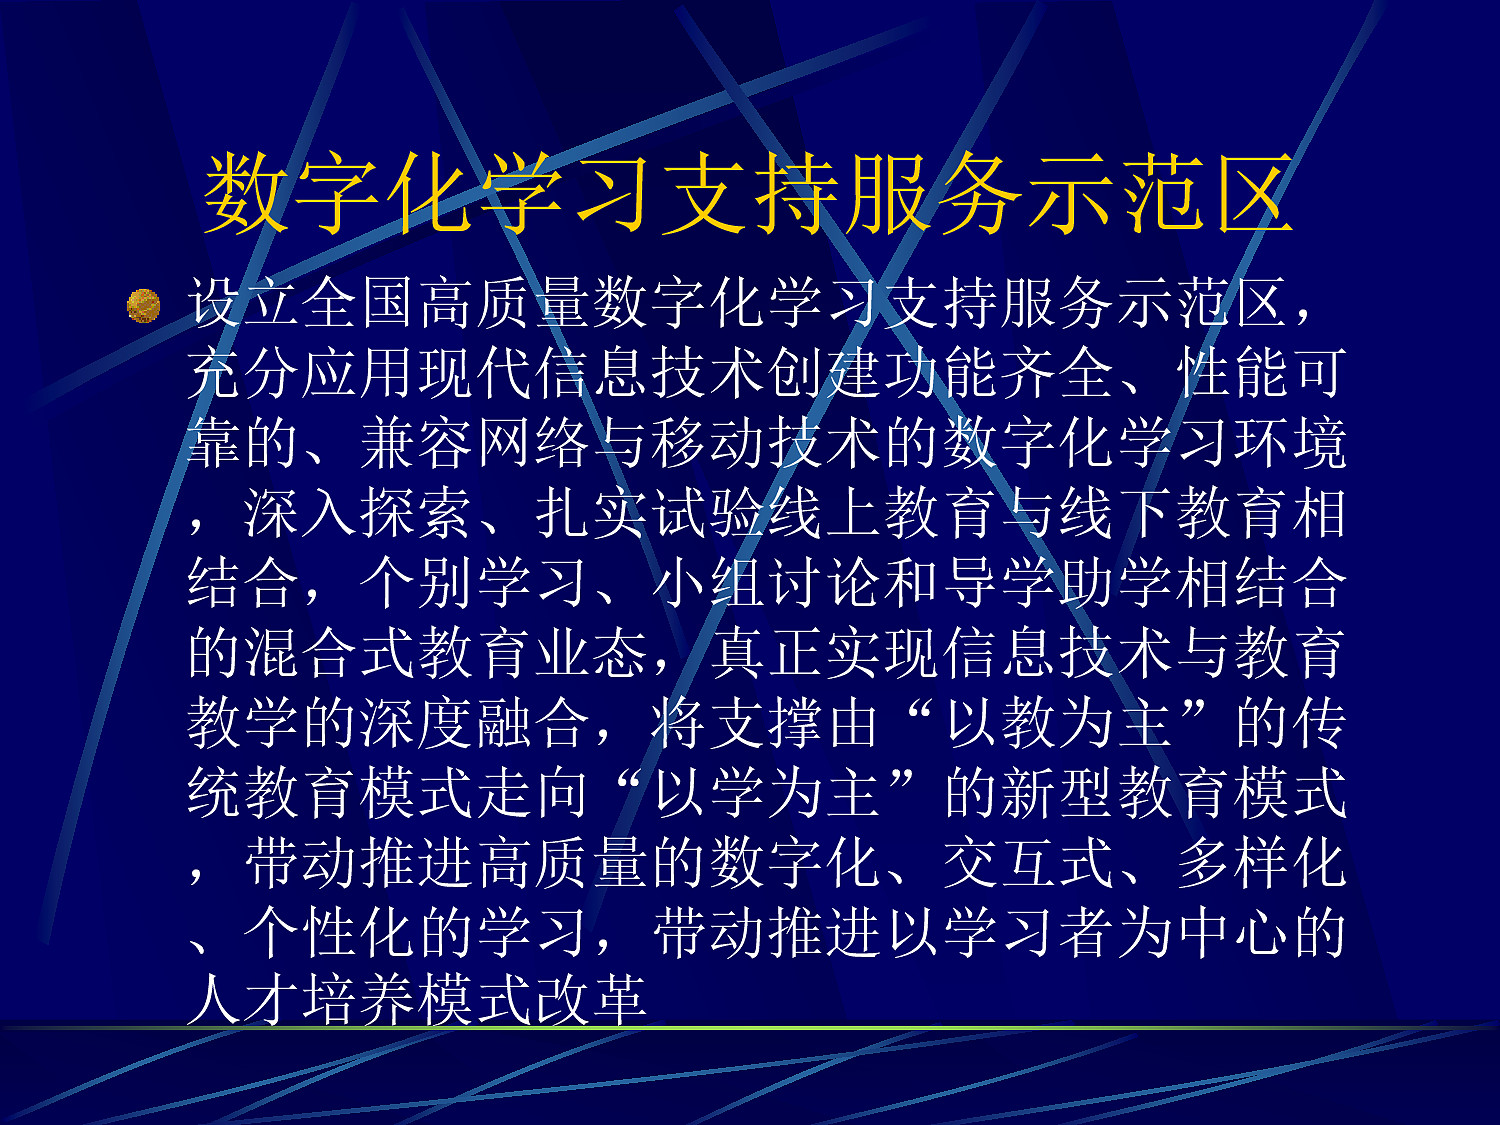 数字化学习支持服务示范区
设立全国高质量数字化学习支持服务示范区，
充分应用现代信息技术创建功能齐全、性能可
靠的、兼容网络与移动技术的数字化学习环境
，深入探索、扎实试验线上教育与线下教育相
结合，个别学习、小组讨论和导学助学相结合
的混合式教育业态，真正实现信息技术与教育
教学的深度融合，将支撑由“以教为主”的传
统教育模式走向“以学为主”的新型教育模式
，带动推进高质量的数字化、交互式、多样化
、个性化的学习，带动推进以学习者为中心的
人才培养模式改革